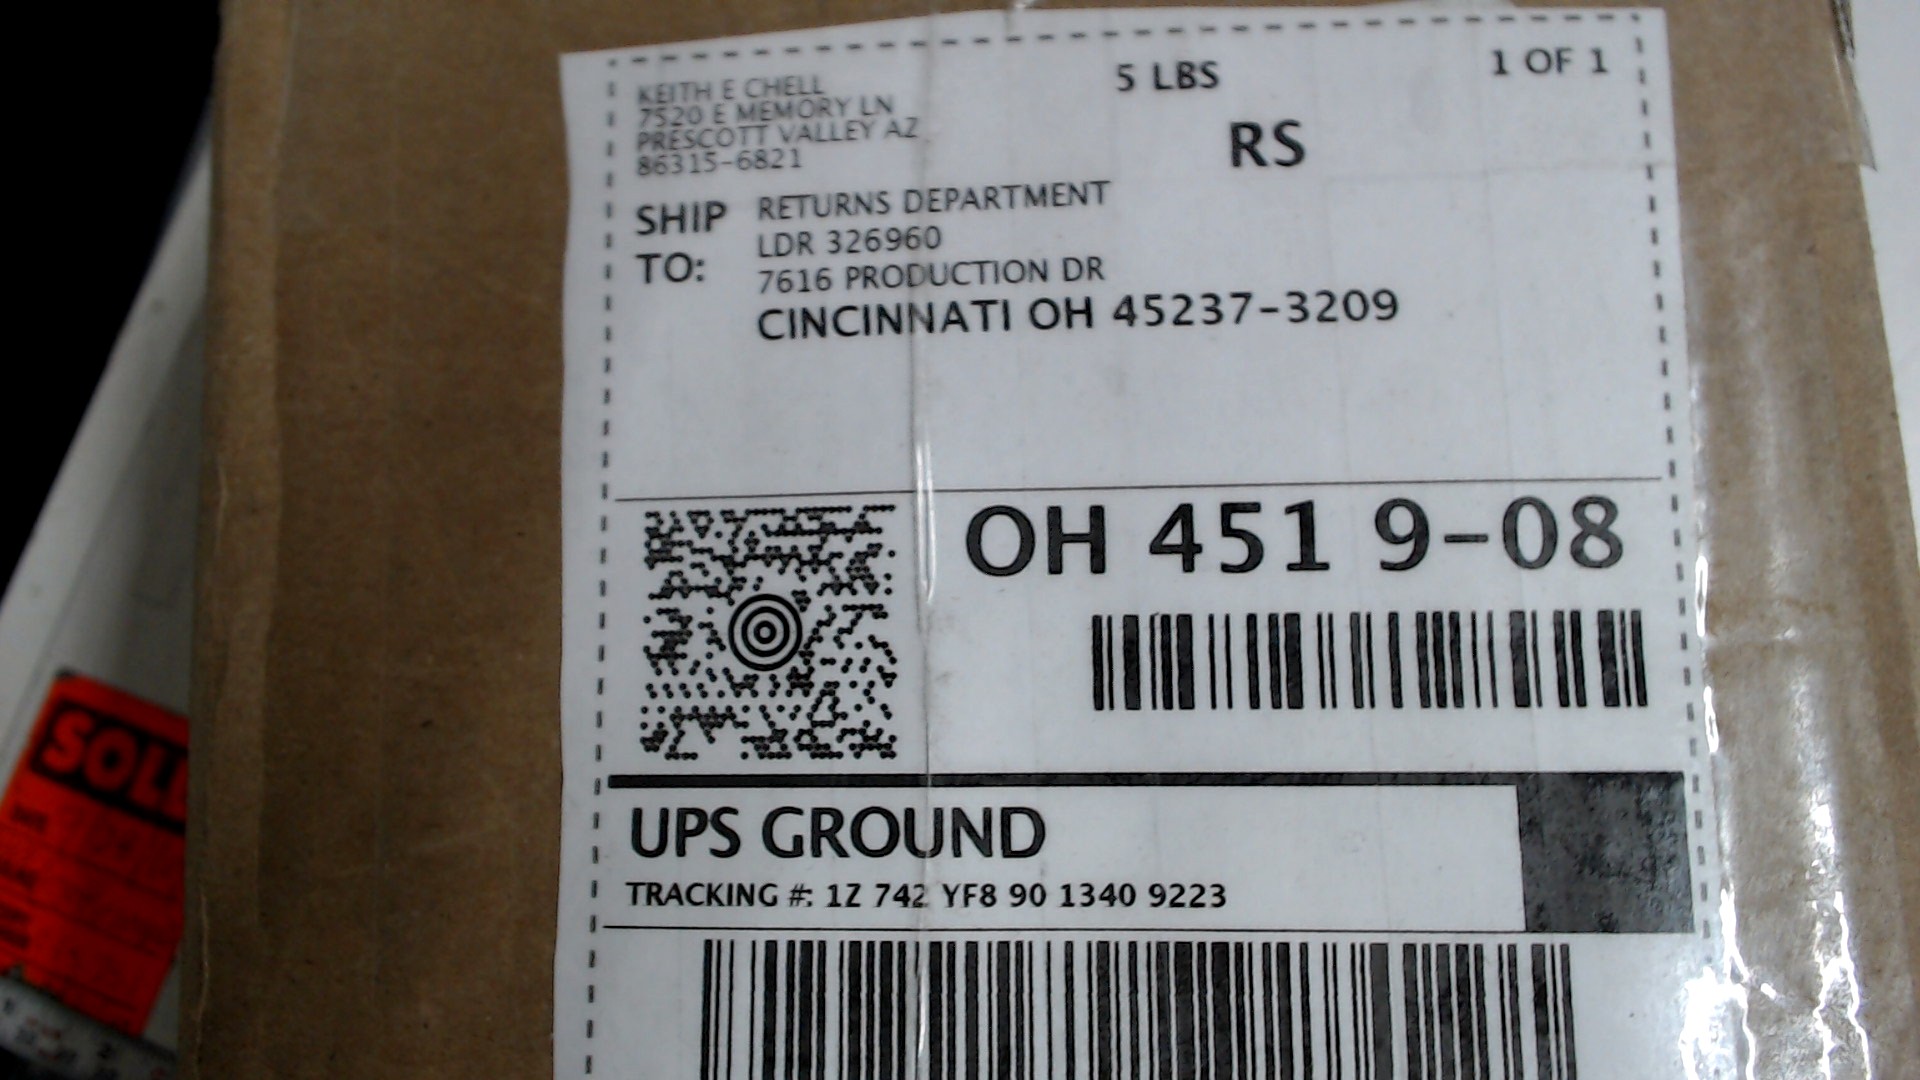 KEITH E CHELL
7520 E MEMORY LN
PRESCOTT VALLEY AZ
86315-6821
5 LBS
1 OF 1
RS
SHIP TO:
RETURNS DEPARTMENT
LDR 326960
7616 PRODUCTION DR
CINCINNATI OH 45237-3209
OH 451 9-08
UPS GROUND
TRACKING #: 1Z 742 YF8 90 1340 9223
SOL